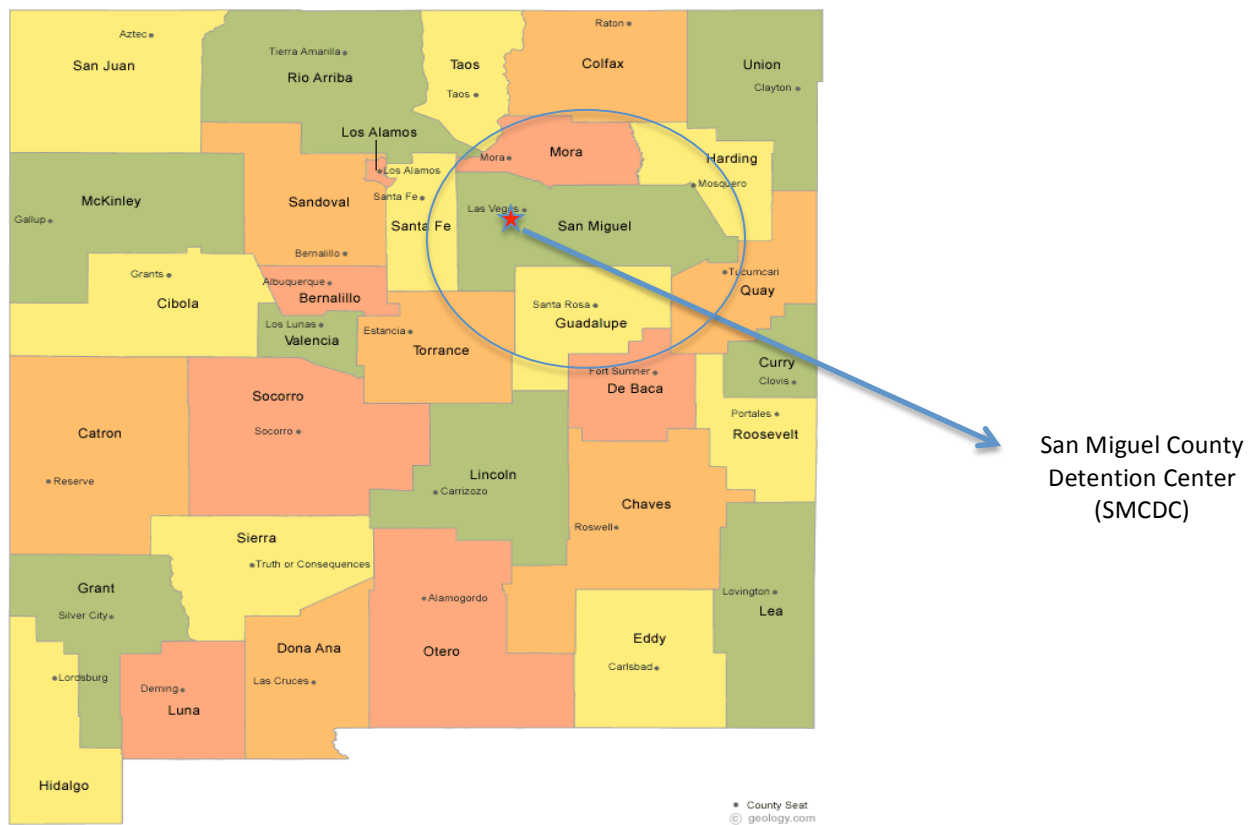 Raton
Aztec
Tierra Amarilla
San Juan
Rio Arriba
Taos
Colfax
Union
Clayton
Taos
Los Alamos
Mora
Mora
Harding
Los Alamos
Mosquero
McKinley
Sandoval
Santa Fe
Las Vegas
Gallup
Santa Fe
San Miguel
Bernalillo
Grants
Tucumcari
Albuquerque
Quay
Cibola
Bernalillo
Santa Rosa
Los Lunas
Guadalupe
Estancia
Valencia
Torrance
Curry
Fort Sumner
Clovis
De Baca
Socorro
Portales
Catron
Socorro
Roosevelt
San Miguel County
Detention Center
(SMCDC)
Lincoln
Reserve
Carrizozo
Chaves
Roswell
Sierra
Truth or Consequences
Grant
Alamogordo
Lovington
Silver City
Lea
Eddy
Dona Ana
Otero
Carlsbad
Lordsburg
Las Cruces
Deming
Luna
Hidalgo
County Seat
© geology.com